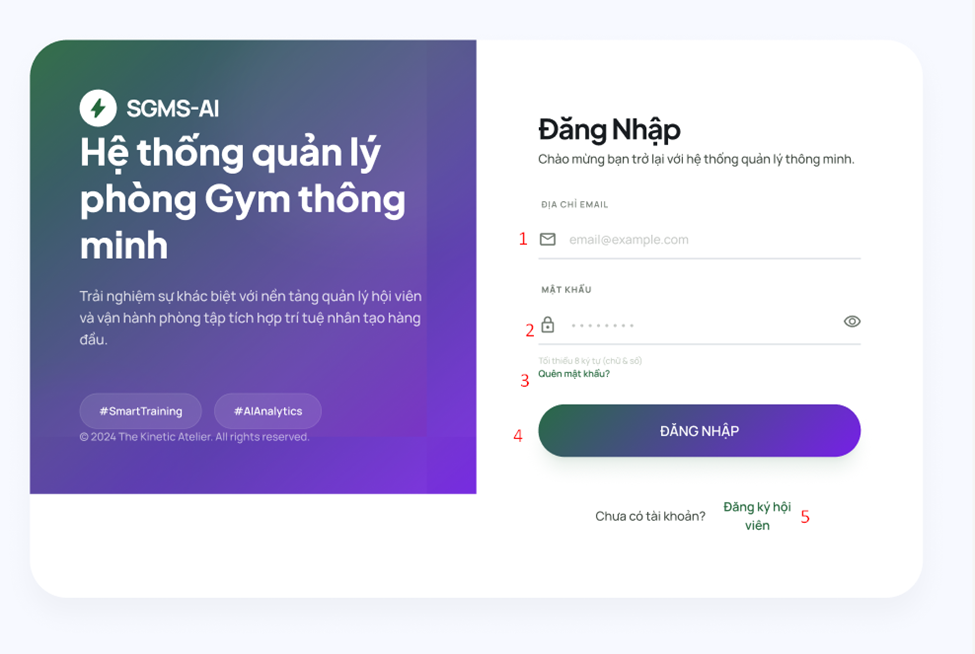 SGMS-AI
Hệ thống quản lý
phòng Gym thông
minh
Trải nghiệm sự khác biệt với nền tảng quản lý hội viên
và vận hành phòng tập tích hợp trí tuệ nhân tạo hàng
đầu.
#SmartTraining
#AIAnalytics
© 2024 The Kinetic Atelier. All rights reserved.
Đăng Nhập
Chào mừng bạn trở lại với hệ thống quản lý thông minh.
ĐỊA CHỈ EMAIL
1 email@example.com
MẬT KHẨU
2 ••••••••
Tối thiểu 8 ký tự (chữ & số)
3 Quên mật khẩu?
4 ĐĂNG NHẬP
Chưa có tài khoản?
Đăng ký hội
viên
5